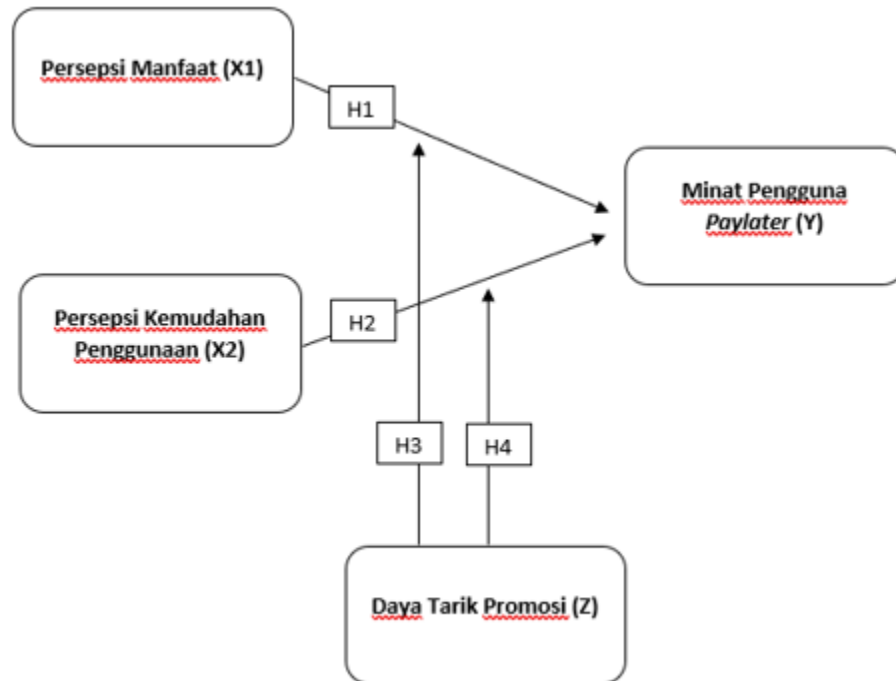 Persepsi Manfaat (X1)
H1
Minat Pengguna
Paylater (Y)
Persepsi Kemudahan
Penggunaan (X2)
H2
H3
H4
Daya Tarik Promosi (Z)